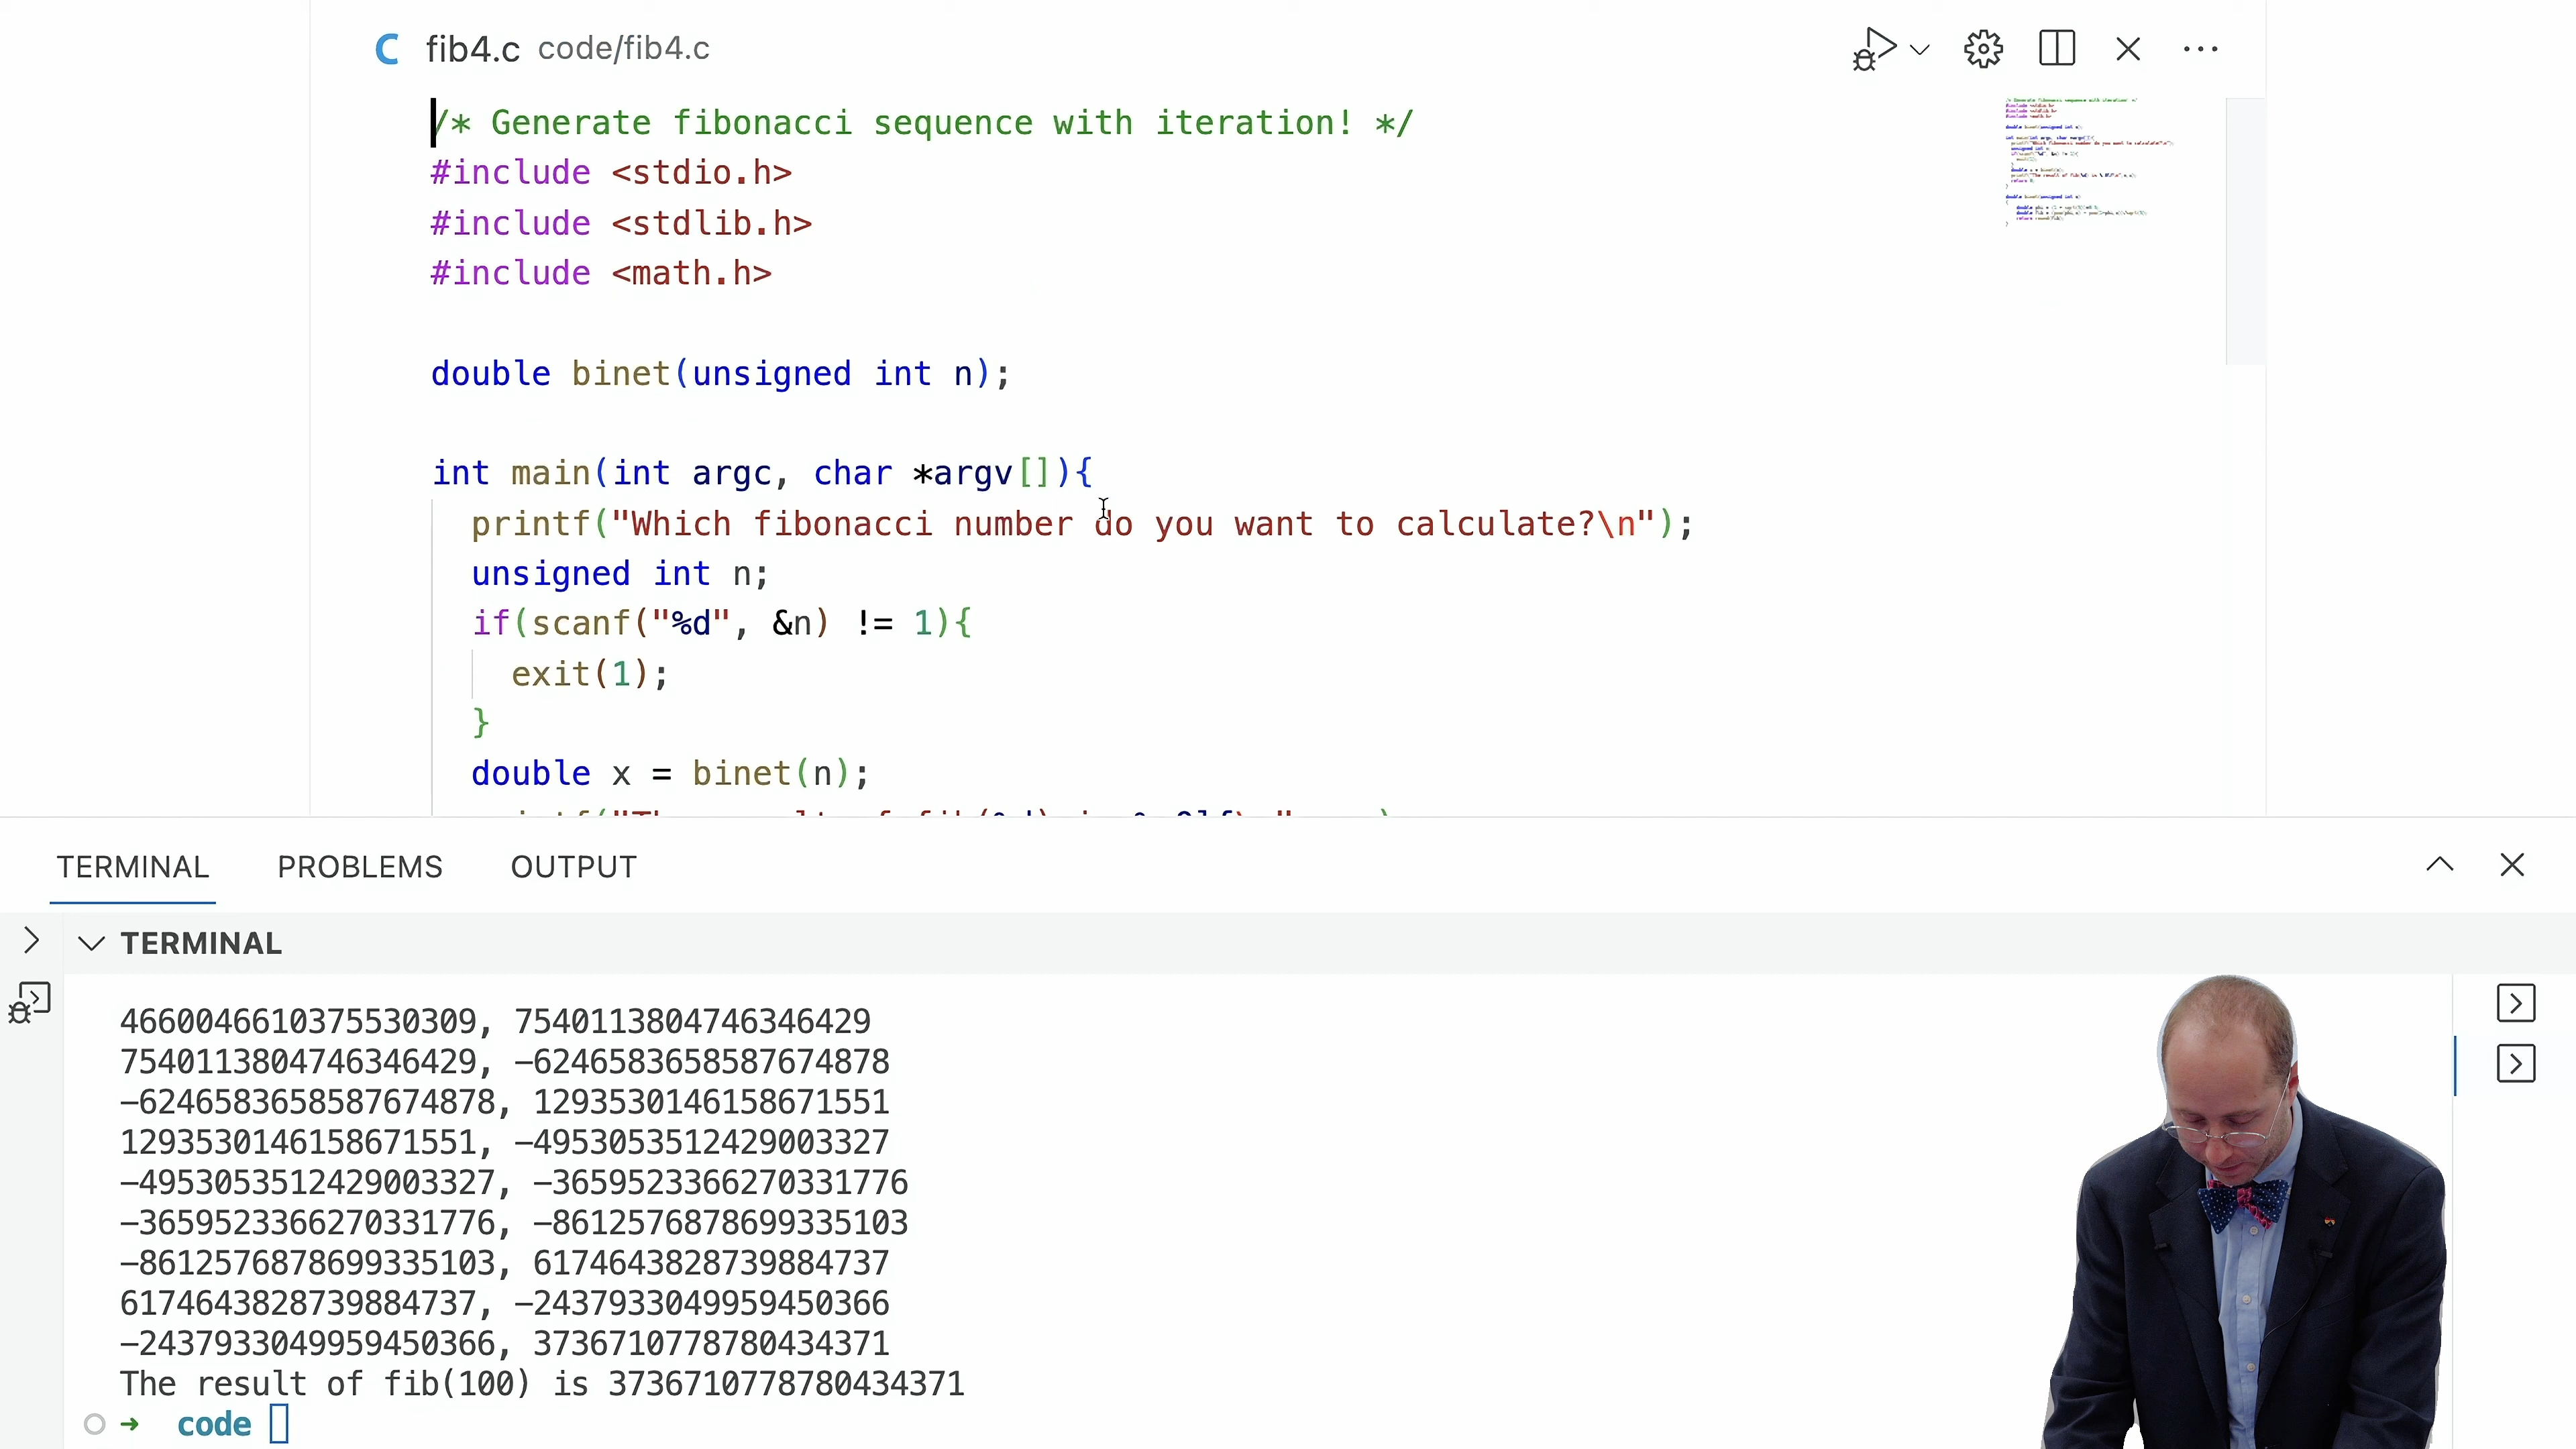 fib4.c code/fib4.c
/* Generate fibonacci sequence with iteration! */
#include <stdio.h>
#include <stdlib.h>
#include <math.h>
double binet(unsigned int n);
int main(int argc, char *argv[]){
printf("Which fibonacci number do you want to calculate?\n");
unsigned int n;
if(scanf("%d", &n) != 1){
exit(1);
}
double x = binet(n);
TERMINAL PROBLEMS OUTPUT
TERMINAL
4660046610375530309, 7540113804746346429
7540113804746346429, −6246583658587674878
−6246583658587674878, 1293530146158671551
1293530146158671551, −4953053512429003327
−4953053512429003327, −3659523366270331776
−3659523366270331776, −8612576878699335103
−8612576878699335103, 6174643828739884737
6174643828739884737, −2437933049959450366
−2437933049959450366, 3736710778780434371
The result of fib(100) is 3736710778780434371
➜ code